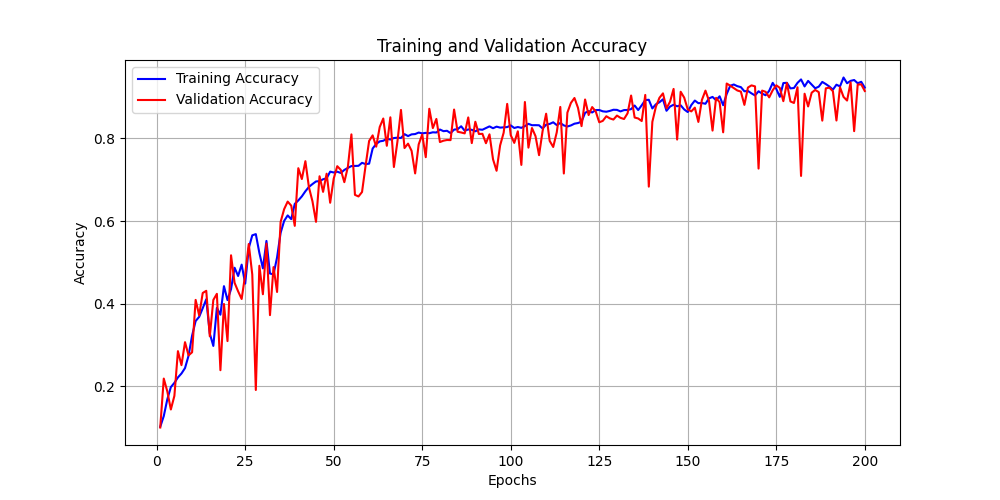 Training and Validation Accuracy
Training Accuracy
Validation Accuracy
Accuracy
0.8
0.6
0.4
0.2
0 25 50 75 100 125 150 175 200
Epochs